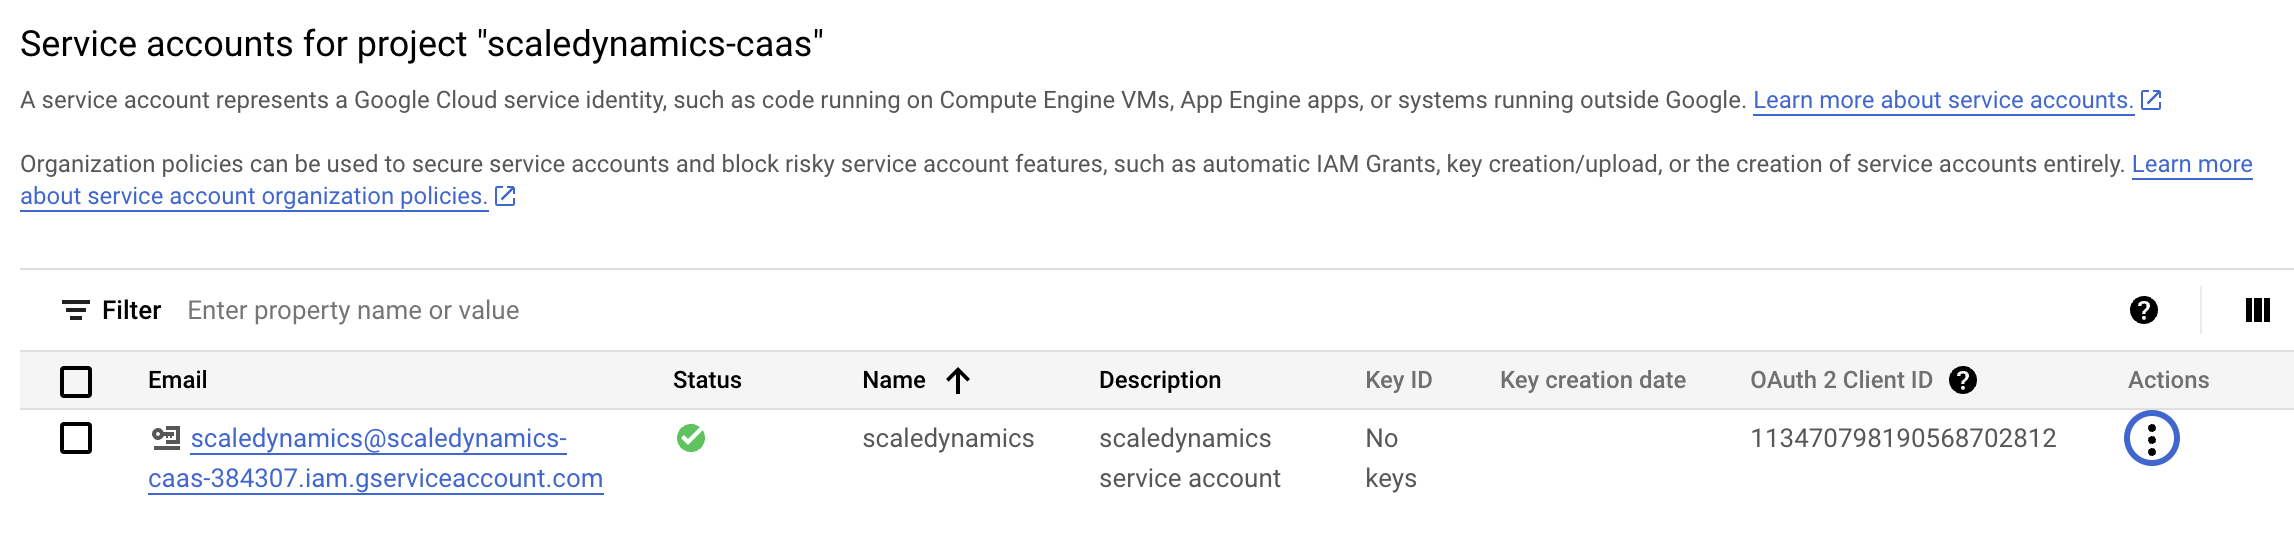 Service accounts for project "scaledynamics-caas"
A service account represents a Google Cloud service identity, such as code running on Compute Engine VMs, App Engine apps, or systems running outside Google. Learn more about service accounts.
Organization policies can be used to secure service accounts and block risky service account features, such as automatic IAM Grants, key creation/upload, or the creation of service accounts entirely. Learn more
about service account organization policies.
Filter Enter property name or value
Email Status Name Description Key ID Key creation date OAuth 2 Client ID Actions
scaledynamics@scaledynamics- scaledynamics scaledynamics No 113470798190568702812
caas-384307.iam.gserviceaccount.com service account keys